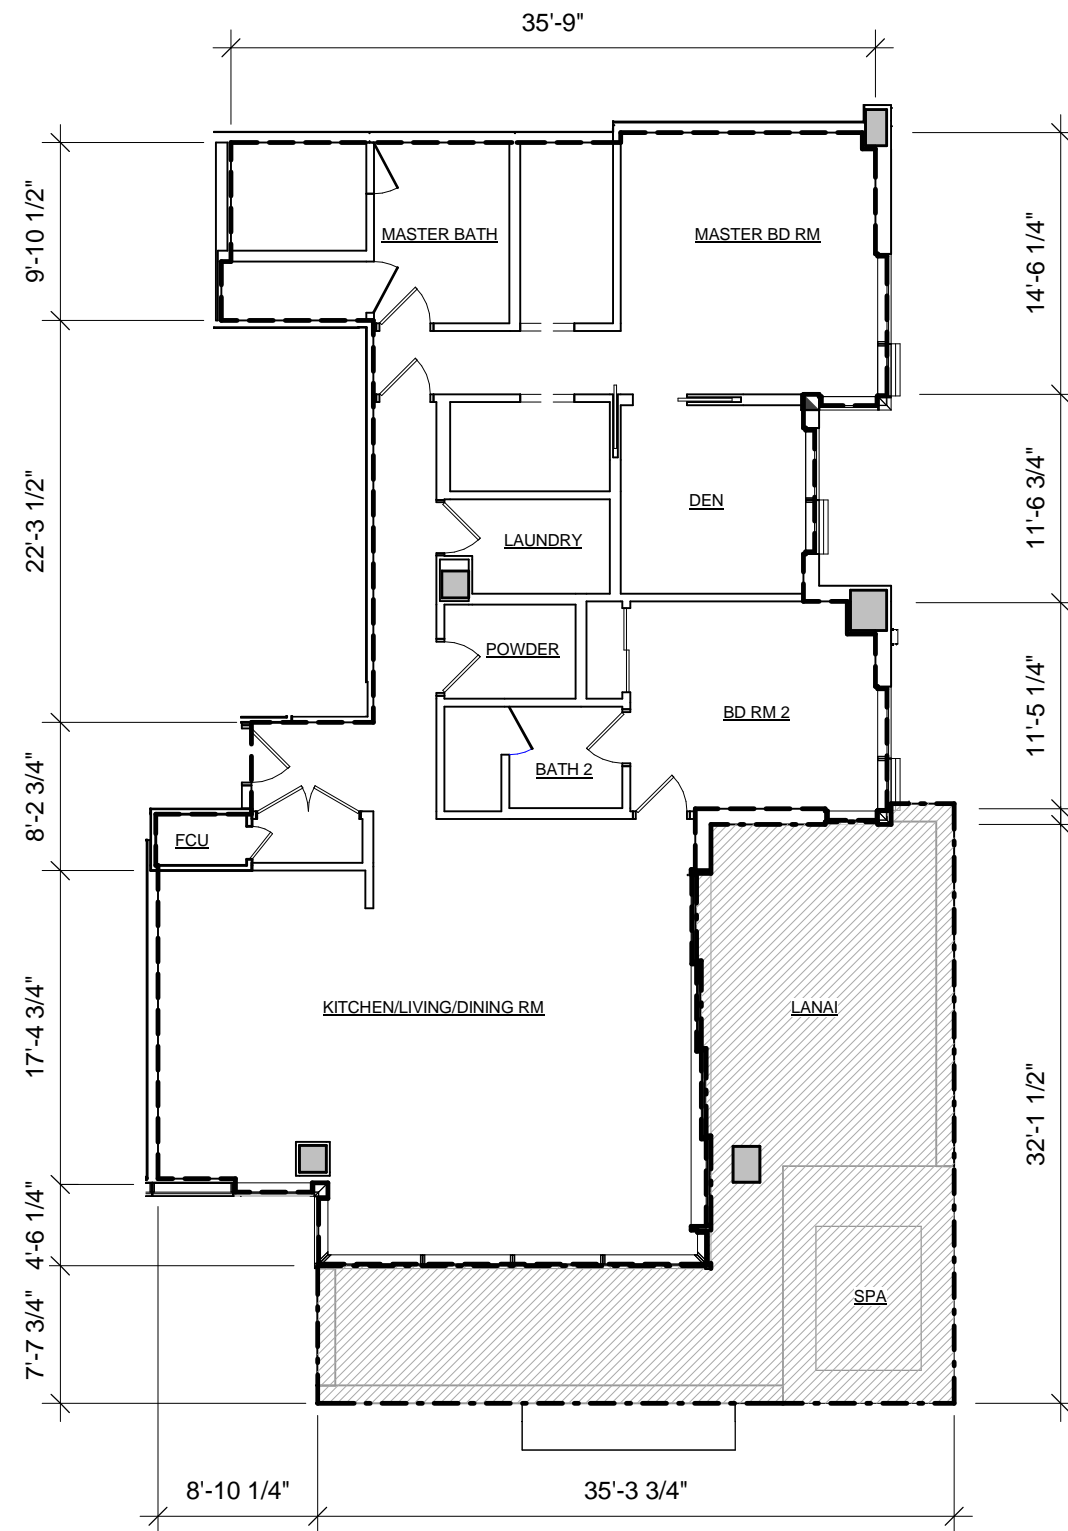 35'-9"
9'-10 1/2"
14'-6 1/4"
MASTER BATH
MASTER BD RM
22'-3 1/2"
11'-6 3/4"
DEN
LAUNDRY
POWDER
11'-5 1/4"
BD RM 2
BATH 2
8'-2 3/4"
FCU
17'-4 3/4"
KITCHEN/LIVING/DINING RM
LANAI
32'-1 1/2"
4'-6 1/4"
SPA
7'-7 3/4"
8'-10 1/4"
35'-3 3/4"